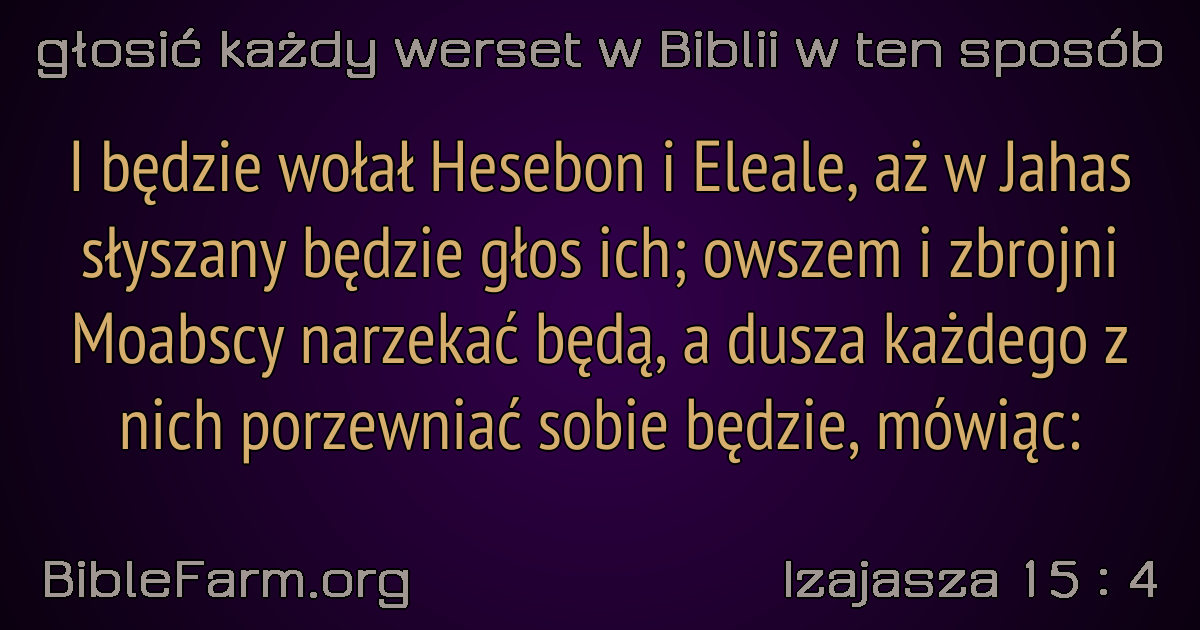 głosić każdy werset w Biblii w ten sposób
I będzie wołał Hesebon i Eleale, aż w Jahas
słyszany będzie głos ich; owszem i zbrojni
Moabscy narzekać będą, a dusza każdego z
nich porzewniać sobie będzie, mówiąc:
BibleFarm.org
Izajasza 15 : 4